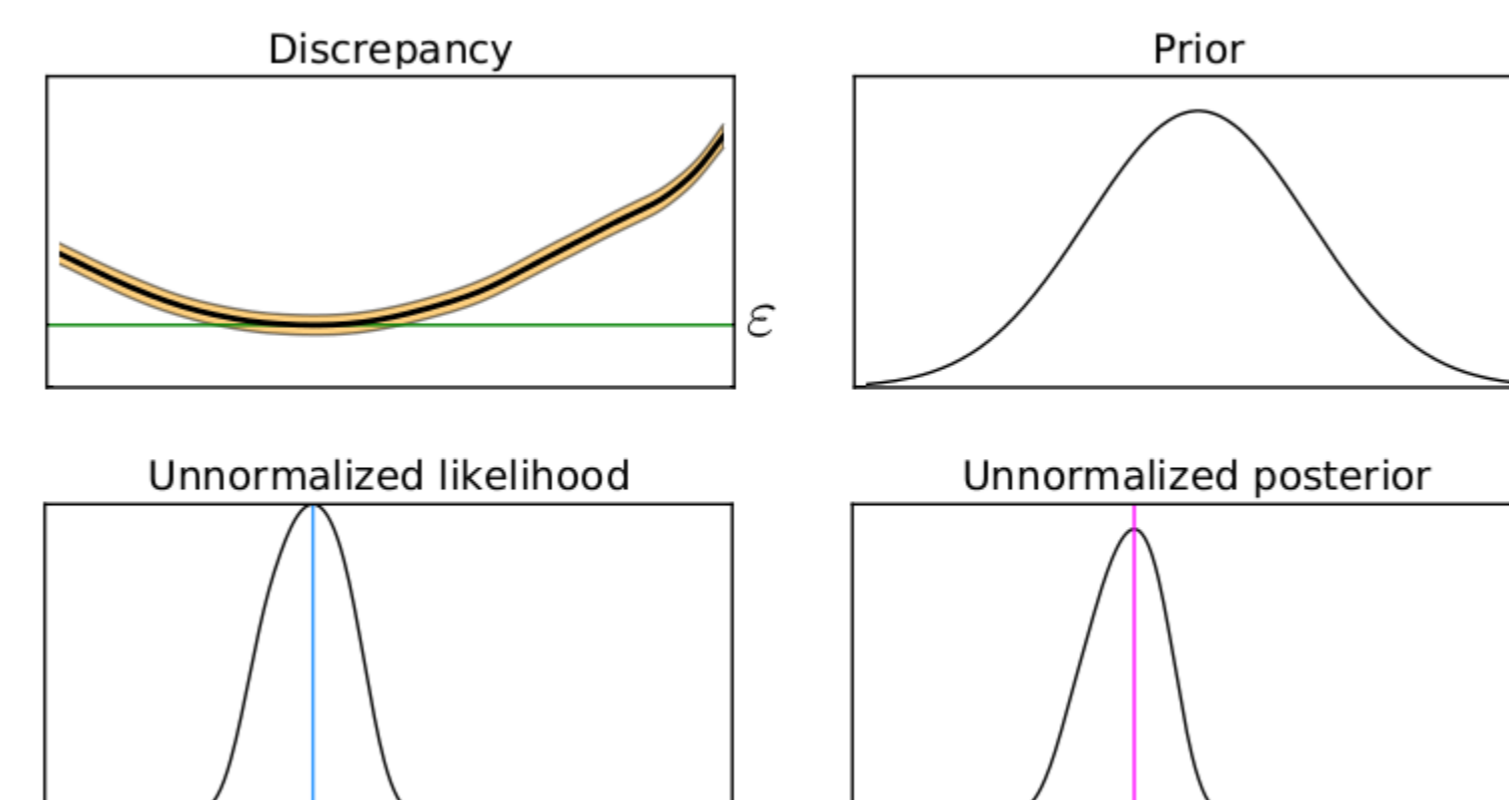 Discrepancy
Prior
ε
Unnormalized likelihood
Unnormalized posterior